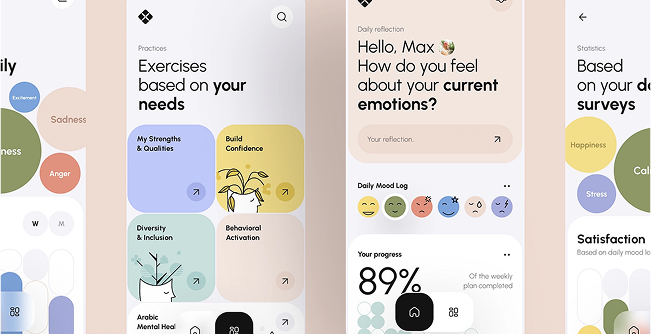 ily
Excitement
Sadness
ness
Anger
W
M
Practices
Exercises
based on your
needs
My Strengths
& Qualities
Build
Confidence
Diversity
& Inclusion
Behavioral
Activation
Arabic
Mental Heal
Daily reflection
Hello, Max
How do you feel
about your current
emotions?
Your reflection..
Daily Mood Log
Your progress
89%
Of the weekly
plan completed
Statistics
Based
on your da
surveys
Happiness
Cal
Stress
Satisfaction
Based on daily mood lo